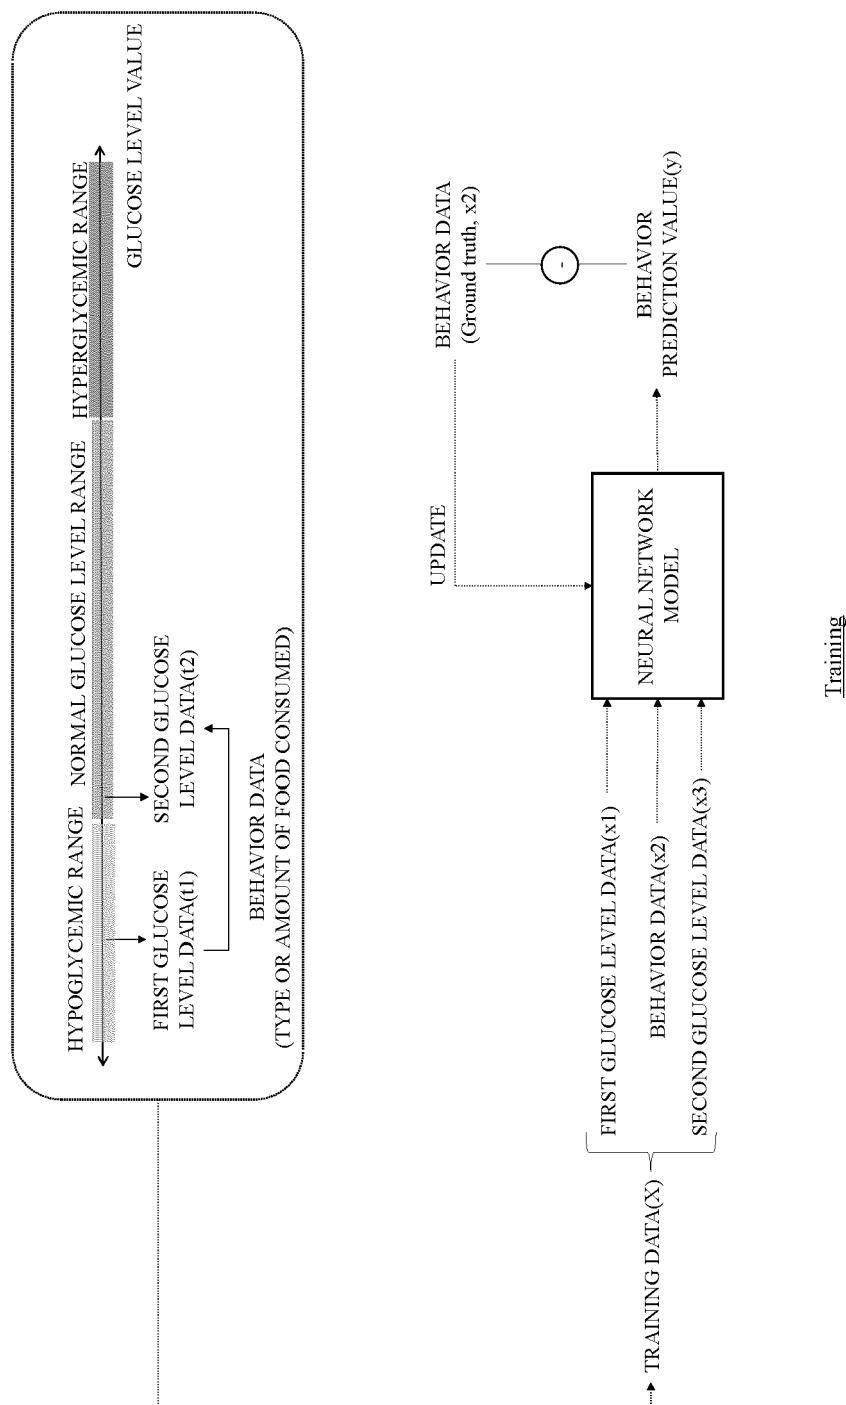 HYPOGLYCEMIC RANGE
NORMAL GLUCOSE LEVEL RANGE
HYPERGLYCEMIC RANGE
GLUCOSE LEVEL VALUE
FIRST GLUCOSE
LEVEL DATA(t1)
SECOND GLUCOSE
LEVEL DATA(t2)
BEHAVIOR DATA
(TYPE OR AMOUNT OF FOOD CONSUMED)
UPDATE
BEHAVIOR DATA
(Ground truth, x2)
-
TRAINING DATA(X)
FIRST GLUCOSE LEVEL DATA(x1)
BEHAVIOR DATA(x2)
SECOND GLUCOSE LEVEL DATA(x3)
NEURAL NETWORK
MODEL
BEHAVIOR
PREDICTION VALUE(y)
Training